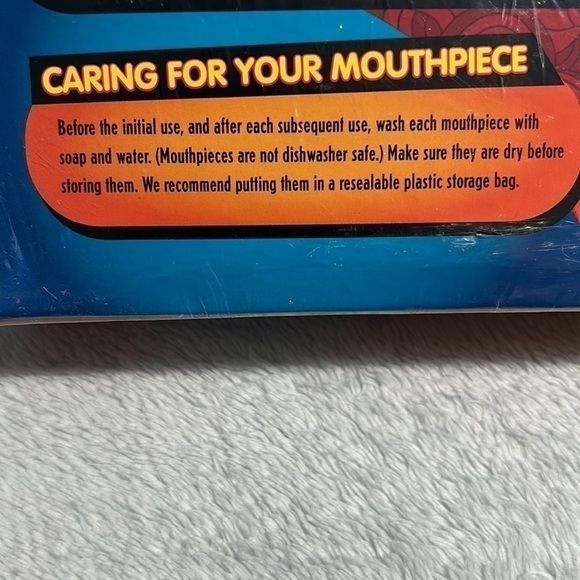 CARING FOR YOUR MOUTHPIECE
Before the initial use, and after each subsequent use, wash each mouthpiece with
soap and water. (Mouthpieces are not dishwasher safe.) Make sure they are dry before
storing them. We recommend putting them in a resealable plastic storage bag.